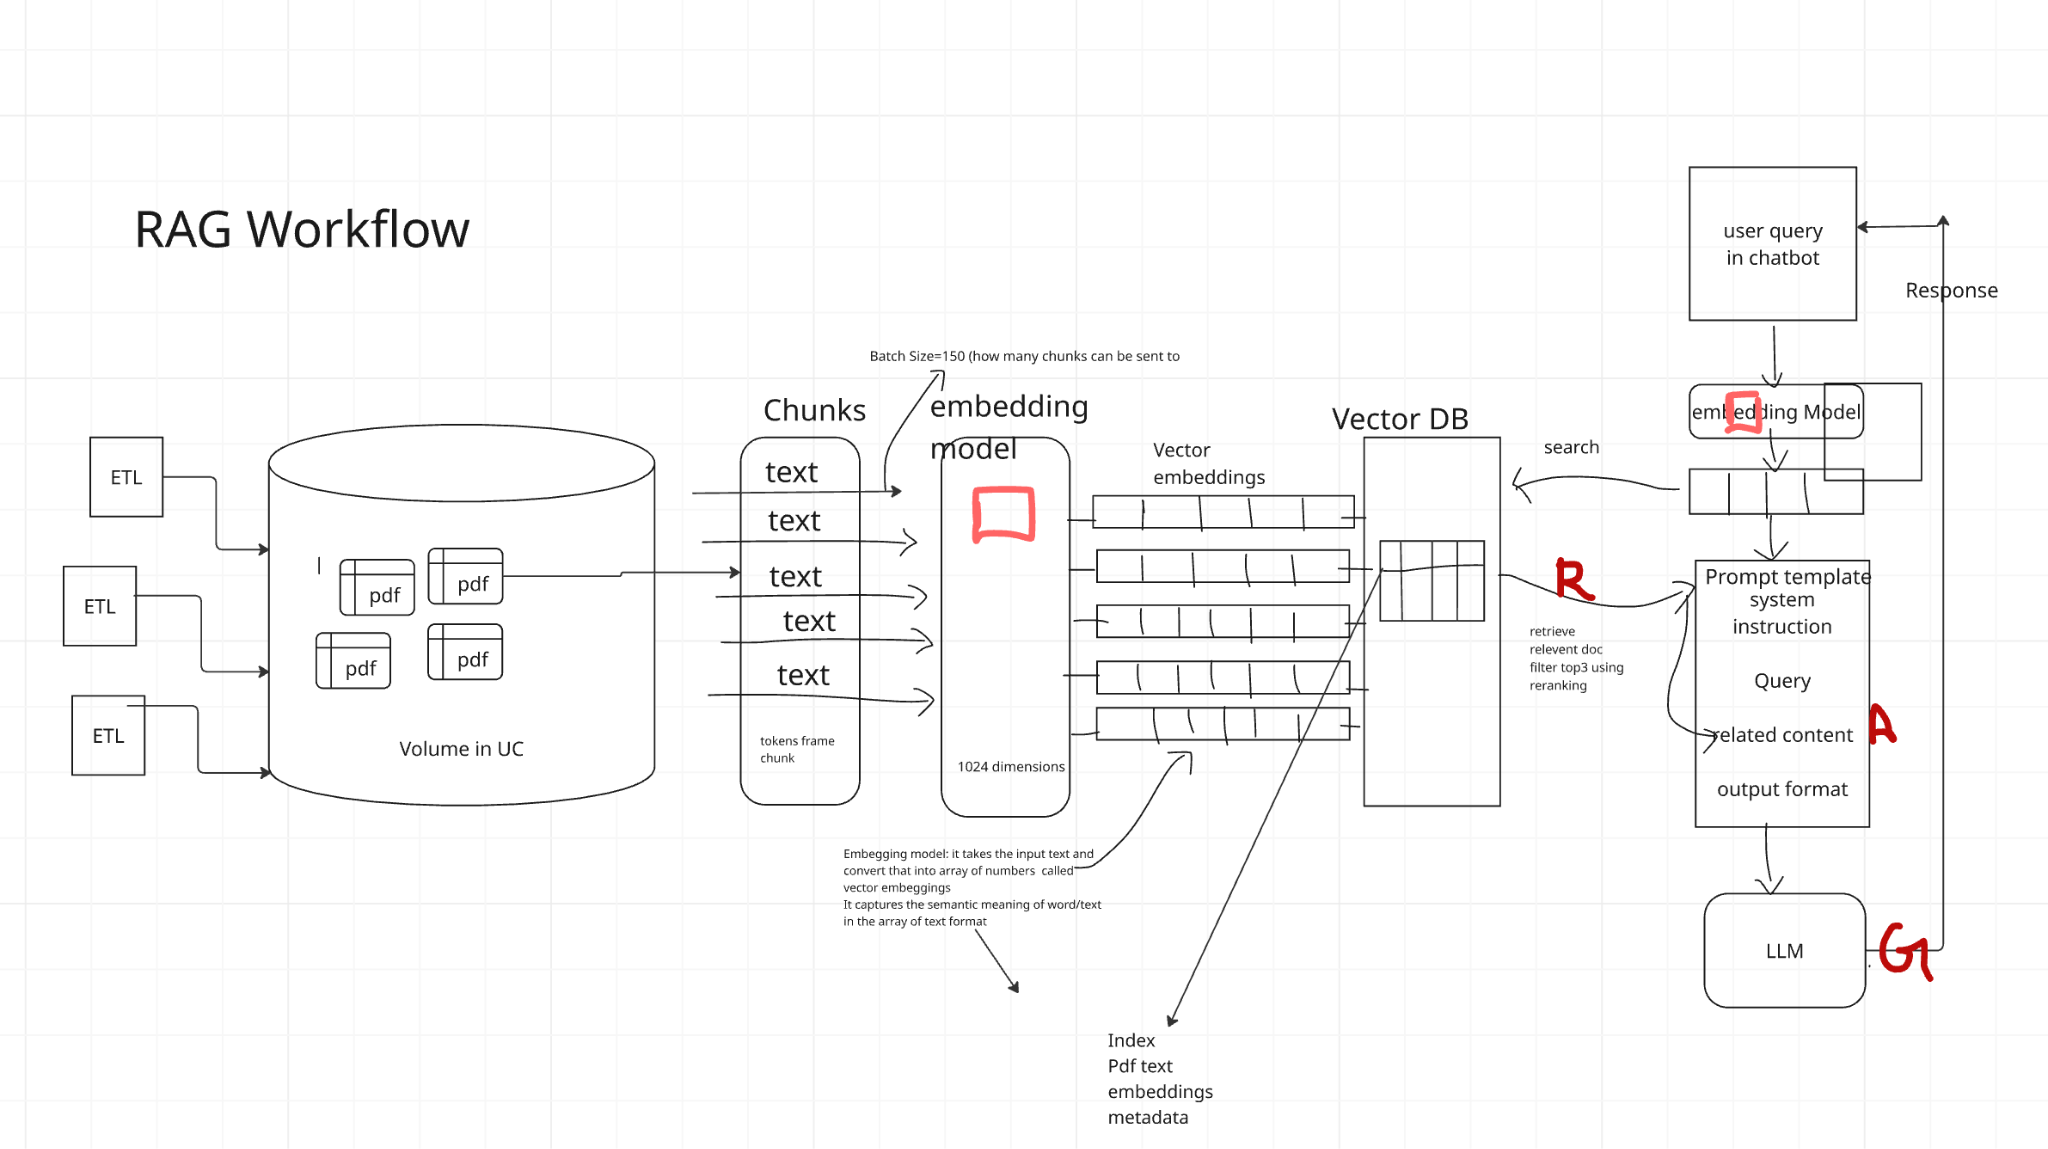 RAG Workflow
ETL
ETL
ETL
pdf
pdf
pdf
pdf
Volume in UC
Chunks
text
text
text
text
text
tokens frame
chunk
Batch Size=150 (how many chunks can be sent to
embedding
model
1024 dimensions
Embegging model: it takes the input text and
convert that into array of numbers called
vector embeggings
It captures the semantic meaning of word/text
in the array of text format
Vector
embeddings
Vector DB
Index
Pdf text
embeddings
metadata
search
R
retrieve
relevent doc
filter top3 using
reranking
user query
in chatbot
Response
embedding Model
Prompt template
system
instruction
Query
related content
A
output format
LLM
G